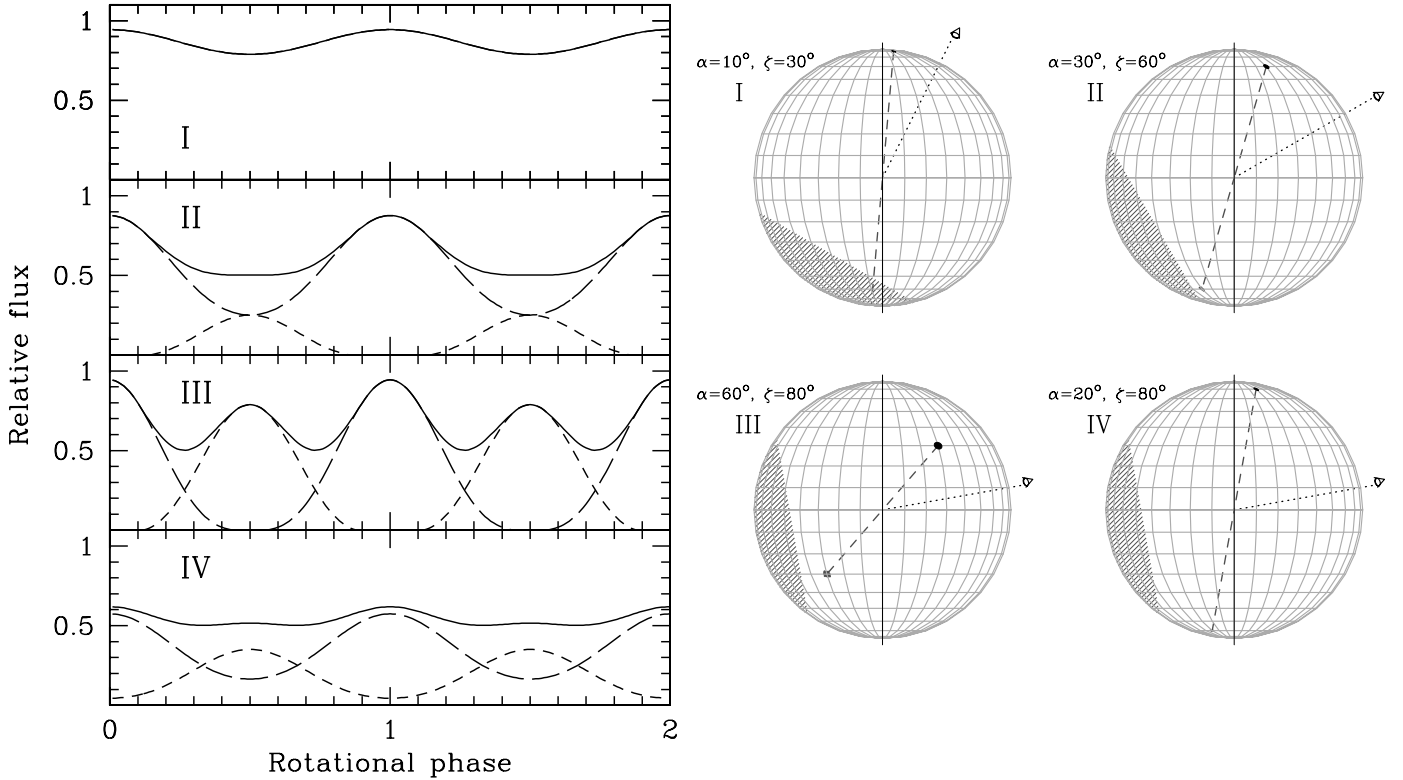 1
0.5
I
1
0.5
II
1
0.5
III
1
0.5
IV
0
1
2
Relative flux
Rotational phase
α=10°, ζ=30°
I
α=30°, ζ=60°
II
α=60°, ζ=80°
III
α=20°, ζ=80°
IV